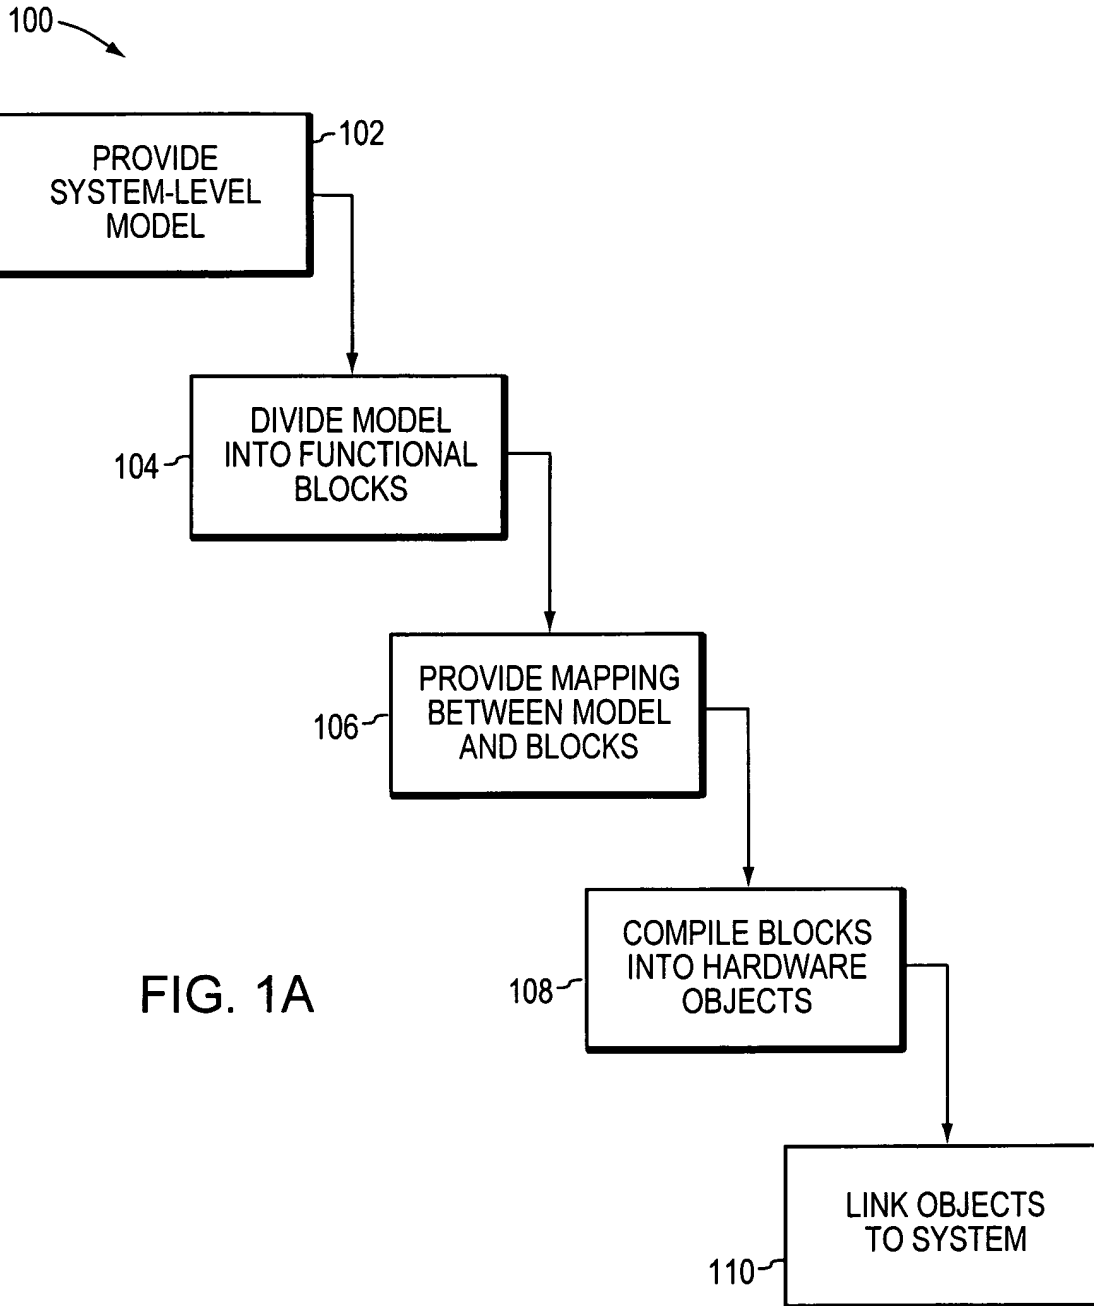 100
102
PROVIDE
SYSTEM-LEVEL
MODEL
104
DIVIDE MODEL
INTO FUNCTIONAL
BLOCKS
106
PROVIDE MAPPING
BETWEEN MODEL
AND BLOCKS
108
COMPILE BLOCKS
INTO HARDWARE
OBJECTS
FIG. 1A
110
LINK OBJECTS
TO SYSTEM